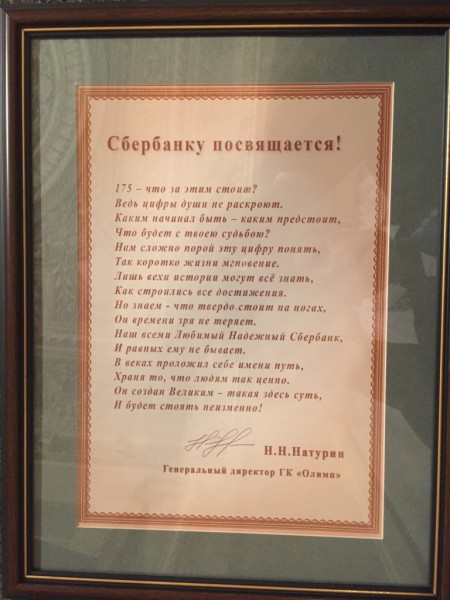 Сбербанку посвящается!
175 – что за этим стоит?
Ведь цифры души не раскроют.
Каким начинал быть – каким предстоит,
Что будет с твоею судьбою?
Нам сложно порой эту цифру понять,
Так коротко жизни мгновение.
Лишь вехи истории могут всё знать,
Как строились все достижения.
Но знаем - что твердо стоит на ногах,
Он времени зря не теряет.
Наш всеми Любимый Надежный Сбербанк,
И равных ему не бывает.
В веках проложил себе имени путь,
Храня то, что людям так ценно.
Он создан Великим – такая здесь суть,
И будет стоять неизменно!
Н.Н.Натурин
Генеральный директор ГК «Олимп»